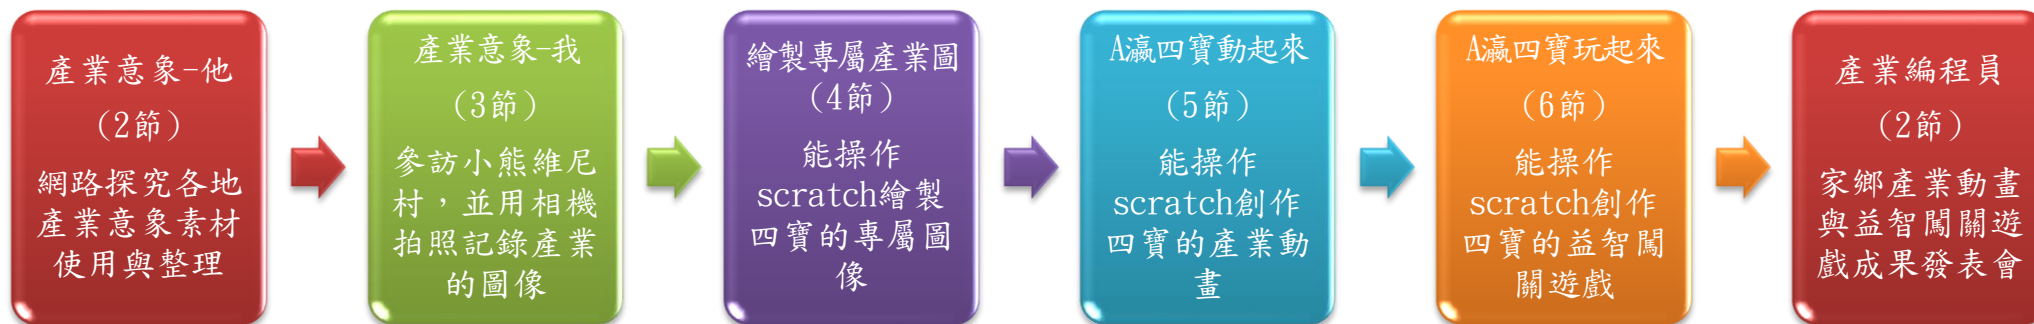 產業意象-他
(2節)
網路探究各地
產業意象素材
使用與整理
產業意象-我
(3節)
參訪小熊維尼
村，並用相機
拍照記錄產業
的圖像
繪製專屬產業圖
(4節)
能操作
scratch繪製
四寶的專屬圖
像
A瀛四寶動起來
(5節)
能操作
scratch創作
四寶的產業動
畫
A瀛四寶玩起來
(6節)
能操作
scratch創作
四寶的益智闖
關遊戲
產業編程員
(2節)
家鄉產業動畫
與益智闖關遊
戲成果發表會